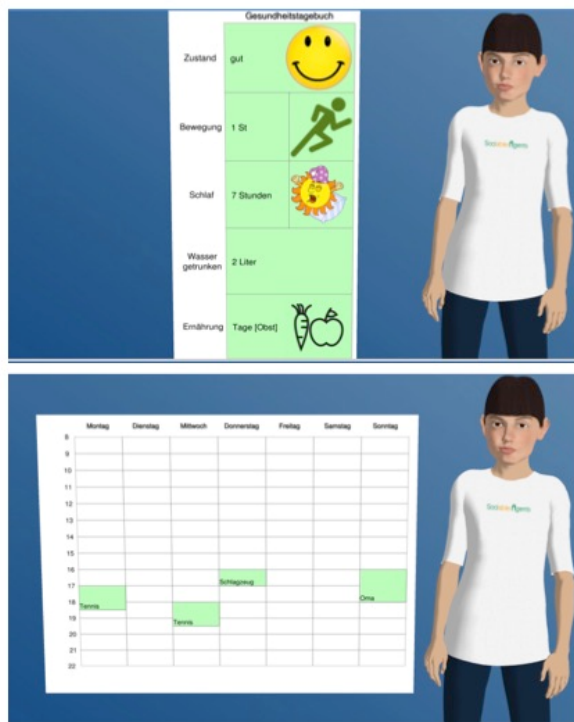 Gesundheitstagebuch
Zustand gut
Bewegung 1 St
Schlaf 7 Stunden
Wasser
getrunken 2 Liter
Ernährung Tage [Obst]
Montag Dienstag Mittwoch Donnerstag Freitag Samstag Sonntag
8
9
10
11
12
13
14
15
16
17 Schlagzeug
18 Tennis Oma
19 Tennis
20
21
22